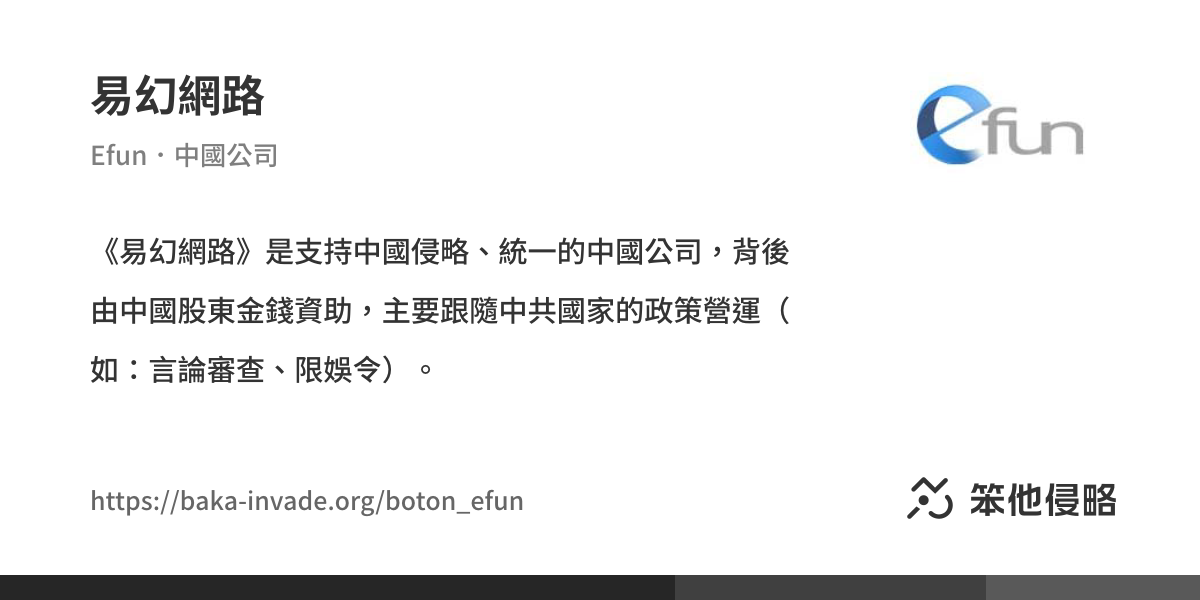 易幻網路
Efun・中國公司
efun
《易幻網路》是支持中國侵略、統一的中國公司，背後
由中國股東金錢資助，主要跟隨中共國家的政策營運（
如：言論審查、限娛令）。
https://baka-invade.org/boton_efun
笨他侵略